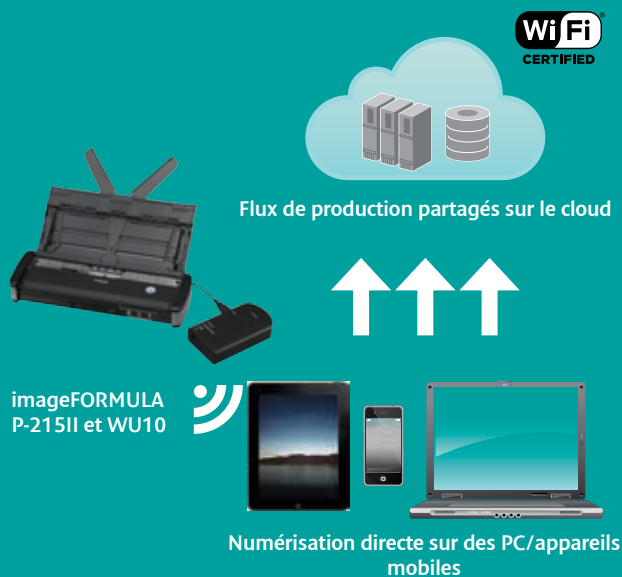 Wi Fi
CERTIFIED
Flux de production partagés sur le cloud
imageFORMULA
P-215II et WU10
Numérisation directe sur des PC/appareils
mobiles